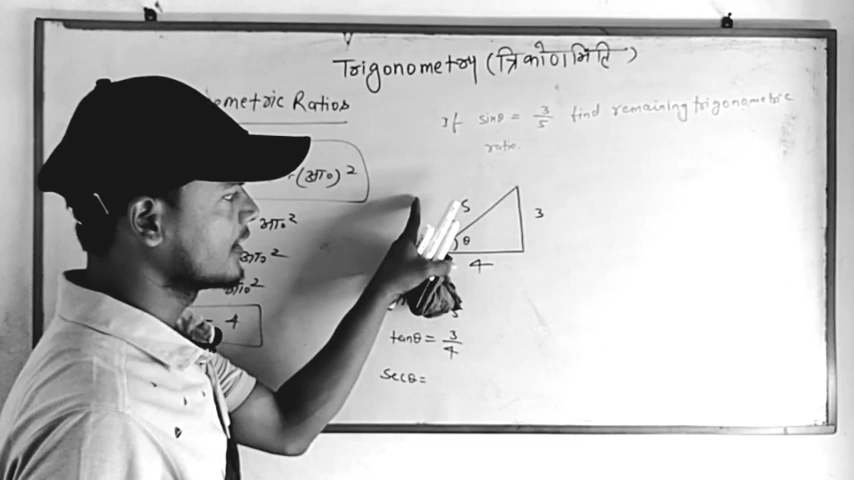 Trigonometry (त्रिकोणमिति)
metric Ratios
If sinθ = 3/5 find remaining trigonometric
ratio.
(आ०)²
5
3
θ
4
आ०²
आ०²
आ०²
4
5
tanθ = 3/4
secθ =